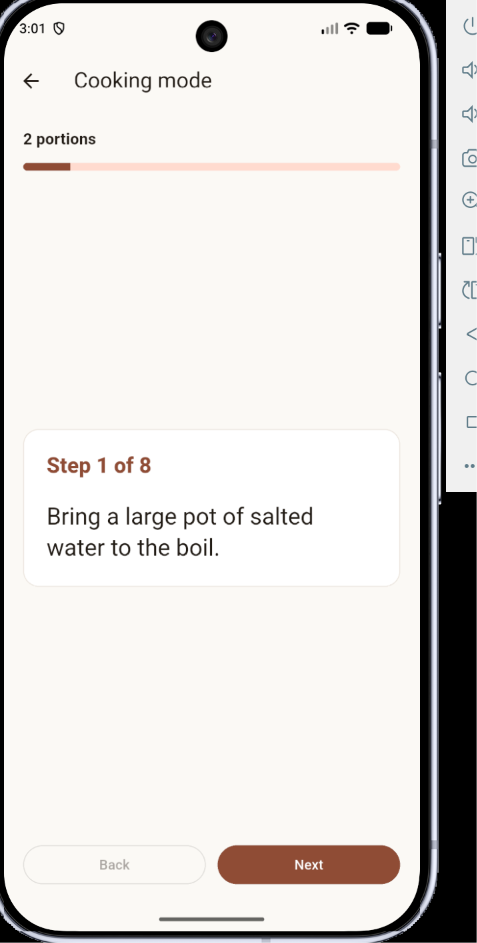 3:01
Cooking mode
2 portions
Step 1 of 8
Bring a large pot of salted
water to the boil.
Back
Next